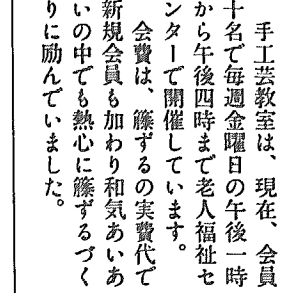 手工芸教室は、現在、会員
十名で毎週金曜日の午後一時
から午後四時まで老人福祉セ
ンターで開催しています。
会費は、籐ずるの実費代で
新規会員も加わり和気あいあ
いの中でも熱心に籐ずるづく
りに励んでいました。